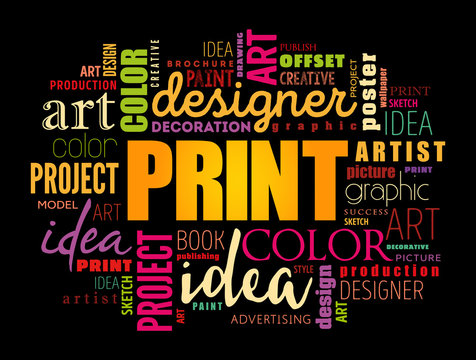 DESIGN
IDEA
DRAWING
ART
PUBLISH
ART
COLOR
CREATIVE
BROCHURE
OFFSET
PROJECT
PRODUCTION
PAINT
CREATIVE
poster
wallpaper
PRINT
art
designer
SKETCH
DECORATION
graphic
IDEA
color
PRINT
ARTIST
PROJECT
picture
PRINT
graphic
MODEL
ART
SUCCESS
ART
SKETCH
idea
PROJECT
BOOK
idea
COLOR
DECORATIVE
PRINT
publishing
PICTURE
IDEA
SKETCH
STYLE
design
production
artist
PAINT
ART
DESIGNER
ADVERTISING